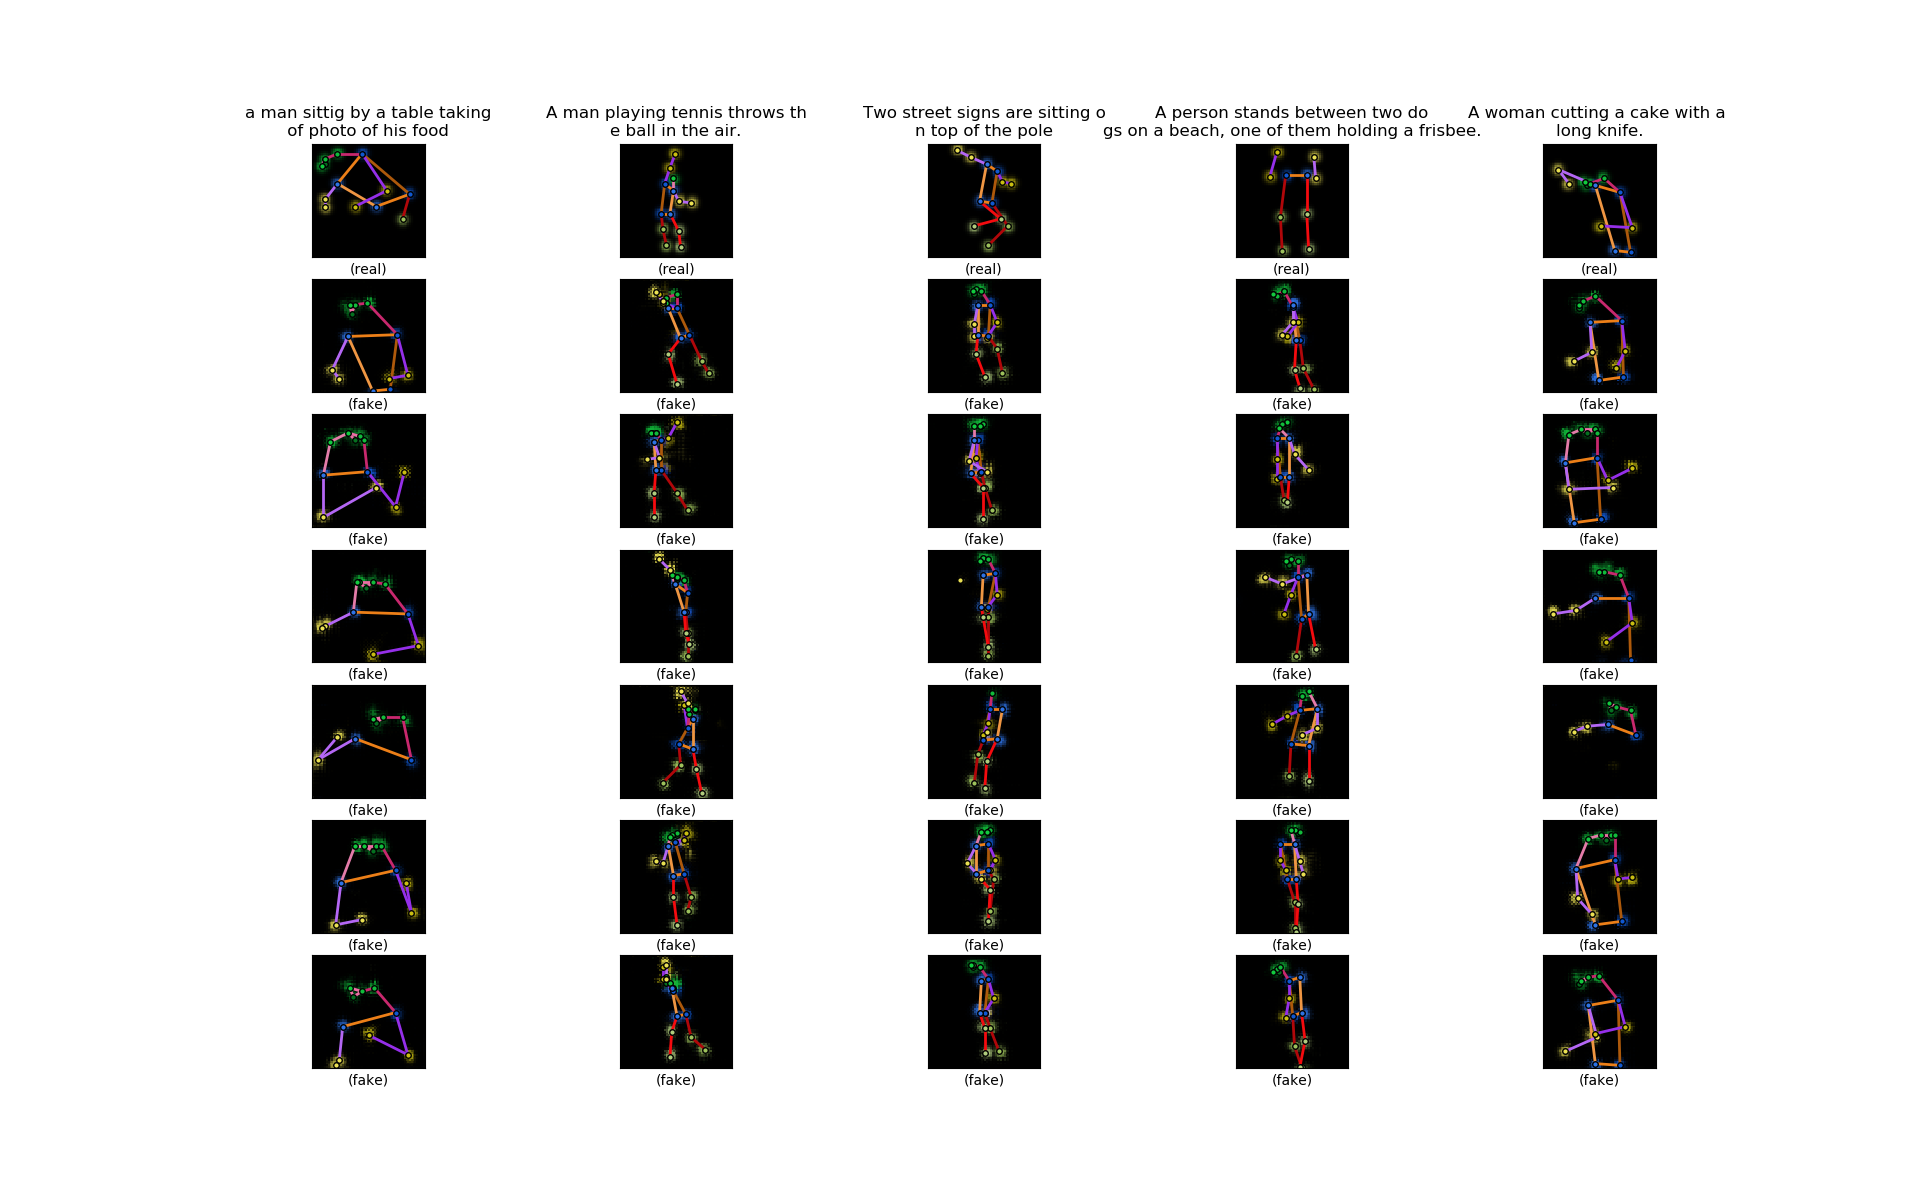 a man sittig by a table taking
of photo of his food
A man playing tennis throws th
e ball in the air.
Two street signs are sitting o
n top of the pole
A person stands between two do
gs on a beach, one of them holding a frisbee.
A woman cutting a cake with a
long knife.
(real) (real) (real) (real) (real)
(fake) (fake) (fake) (fake) (fake)
(fake) (fake) (fake) (fake) (fake)
(fake) (fake) (fake) (fake) (fake)
(fake) (fake) (fake) (fake) (fake)
(fake) (fake) (fake) (fake) (fake)
(fake) (fake) (fake) (fake) (fake)